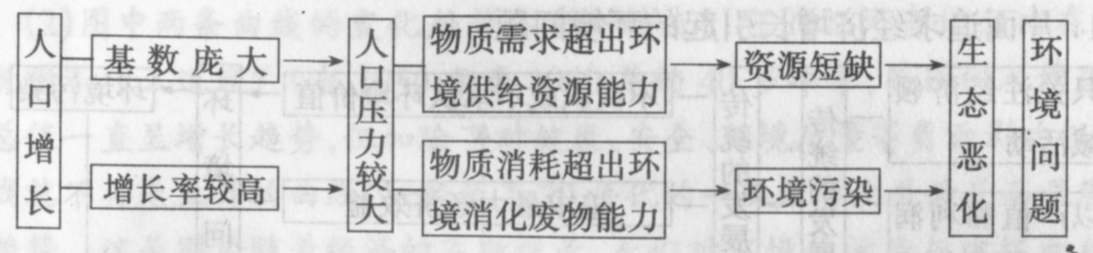 人口增长
基数庞大
增长率较高
人口压力较大
物质需求超出环
境供给资源能力
物质消耗超出环
境消化废物能力
资源短缺
环境污染
生态恶化
环境问题